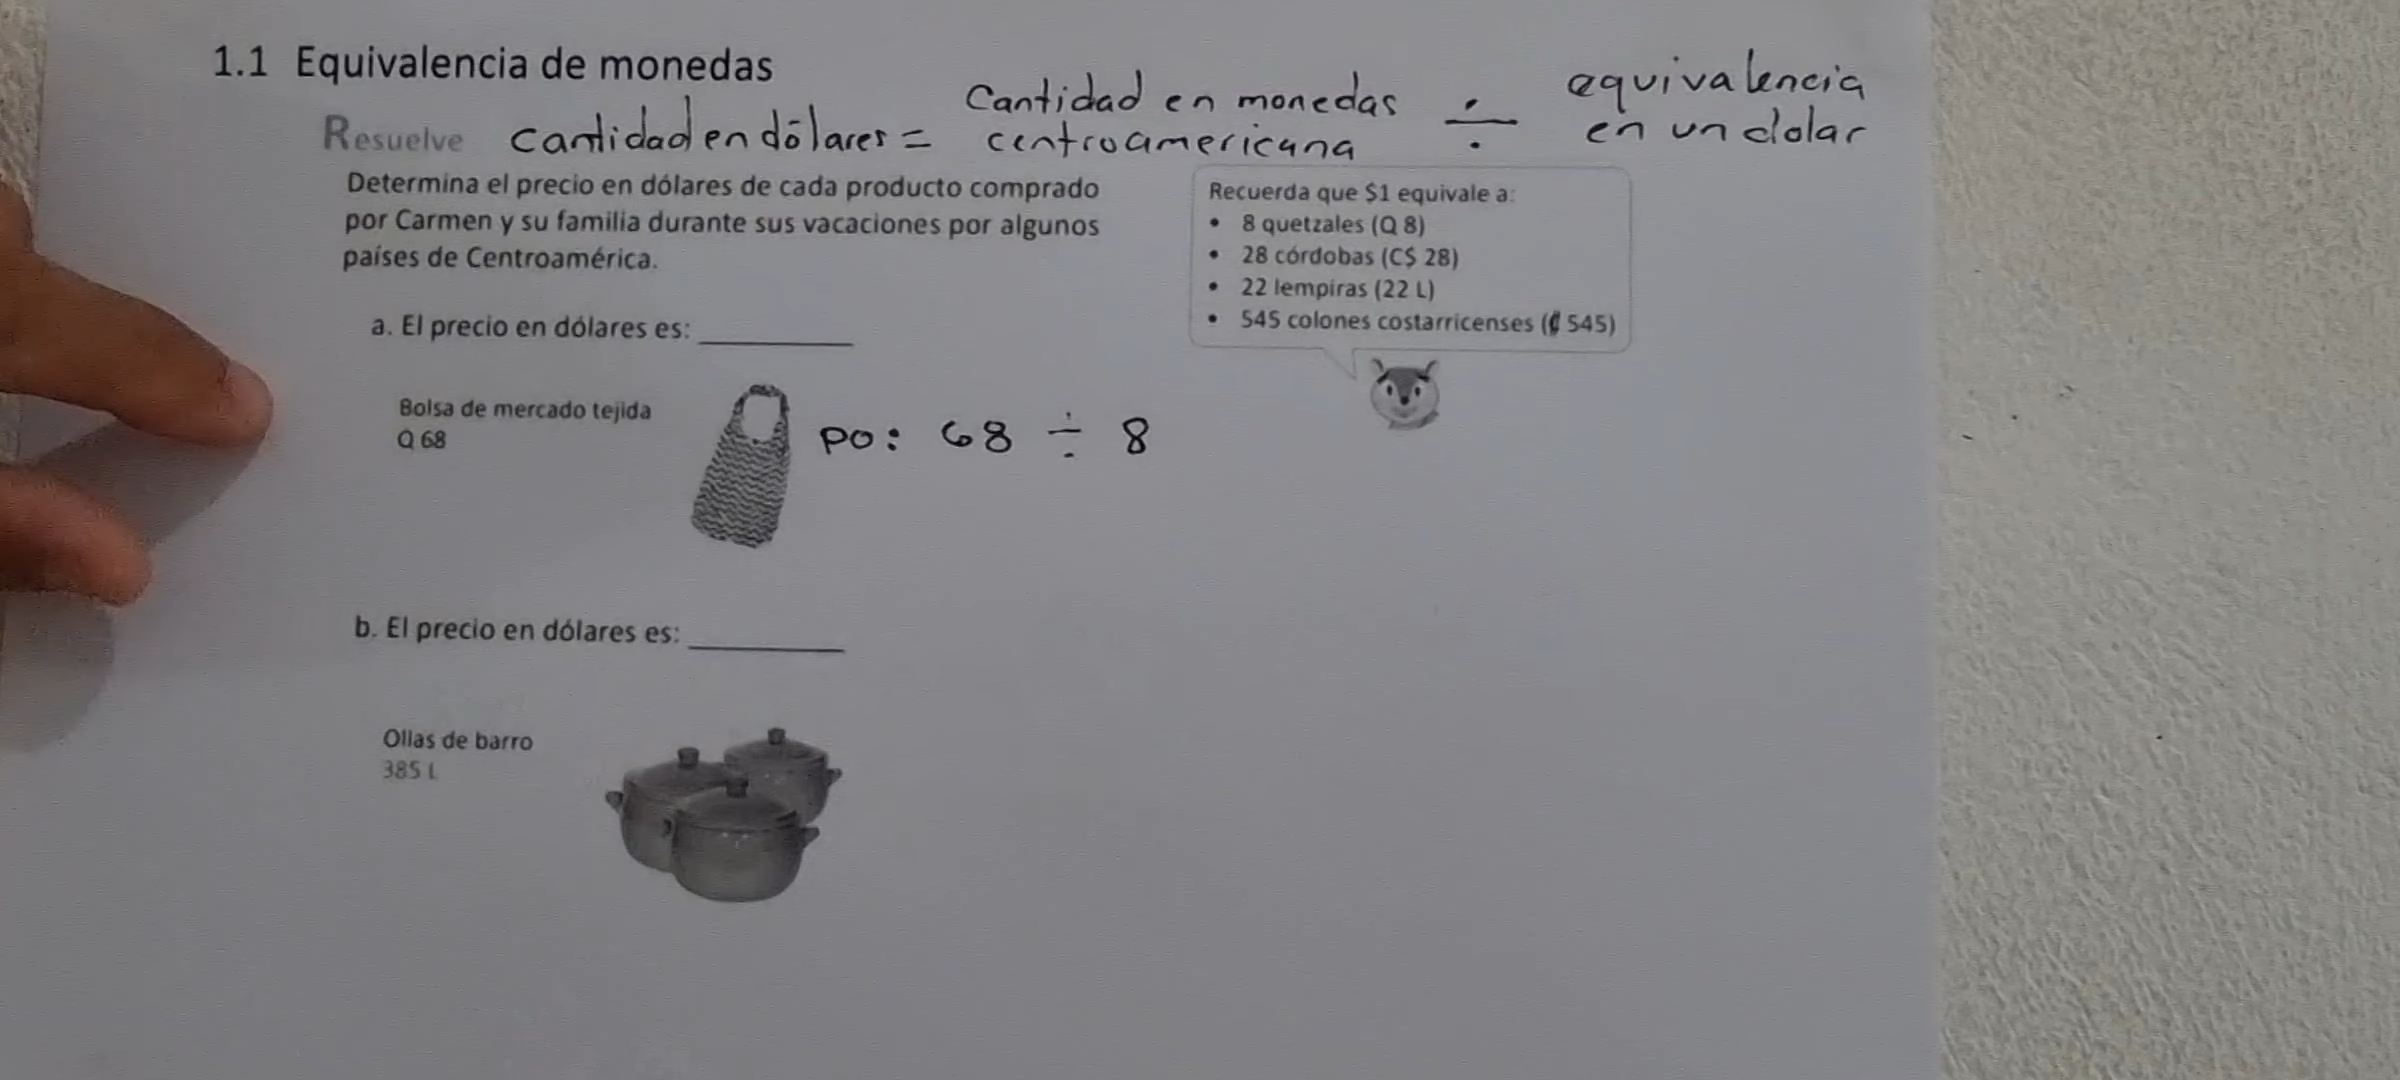 1.1 Equivalencia de monedas
Resuelve cantidad en dólares = Cantidad en monedas centroamericana ÷ equivalencia en un dolar
Determina el precio en dólares de cada producto comprado
por Carmen y su familia durante sus vacaciones por algunos
países de Centroamérica.
Recuerda que $1 equivale a:
• 8 quetzales (Q 8)
• 28 córdobas (C$ 28)
• 22 lempiras (22 L)
• 545 colones costarricenses (₡ 545)
a. El precio en dólares es: ________
Bolsa de mercado tejida
Q 68
PO: 68 ÷ 8
b. El precio en dólares es: ________
Ollas de barro
385 L